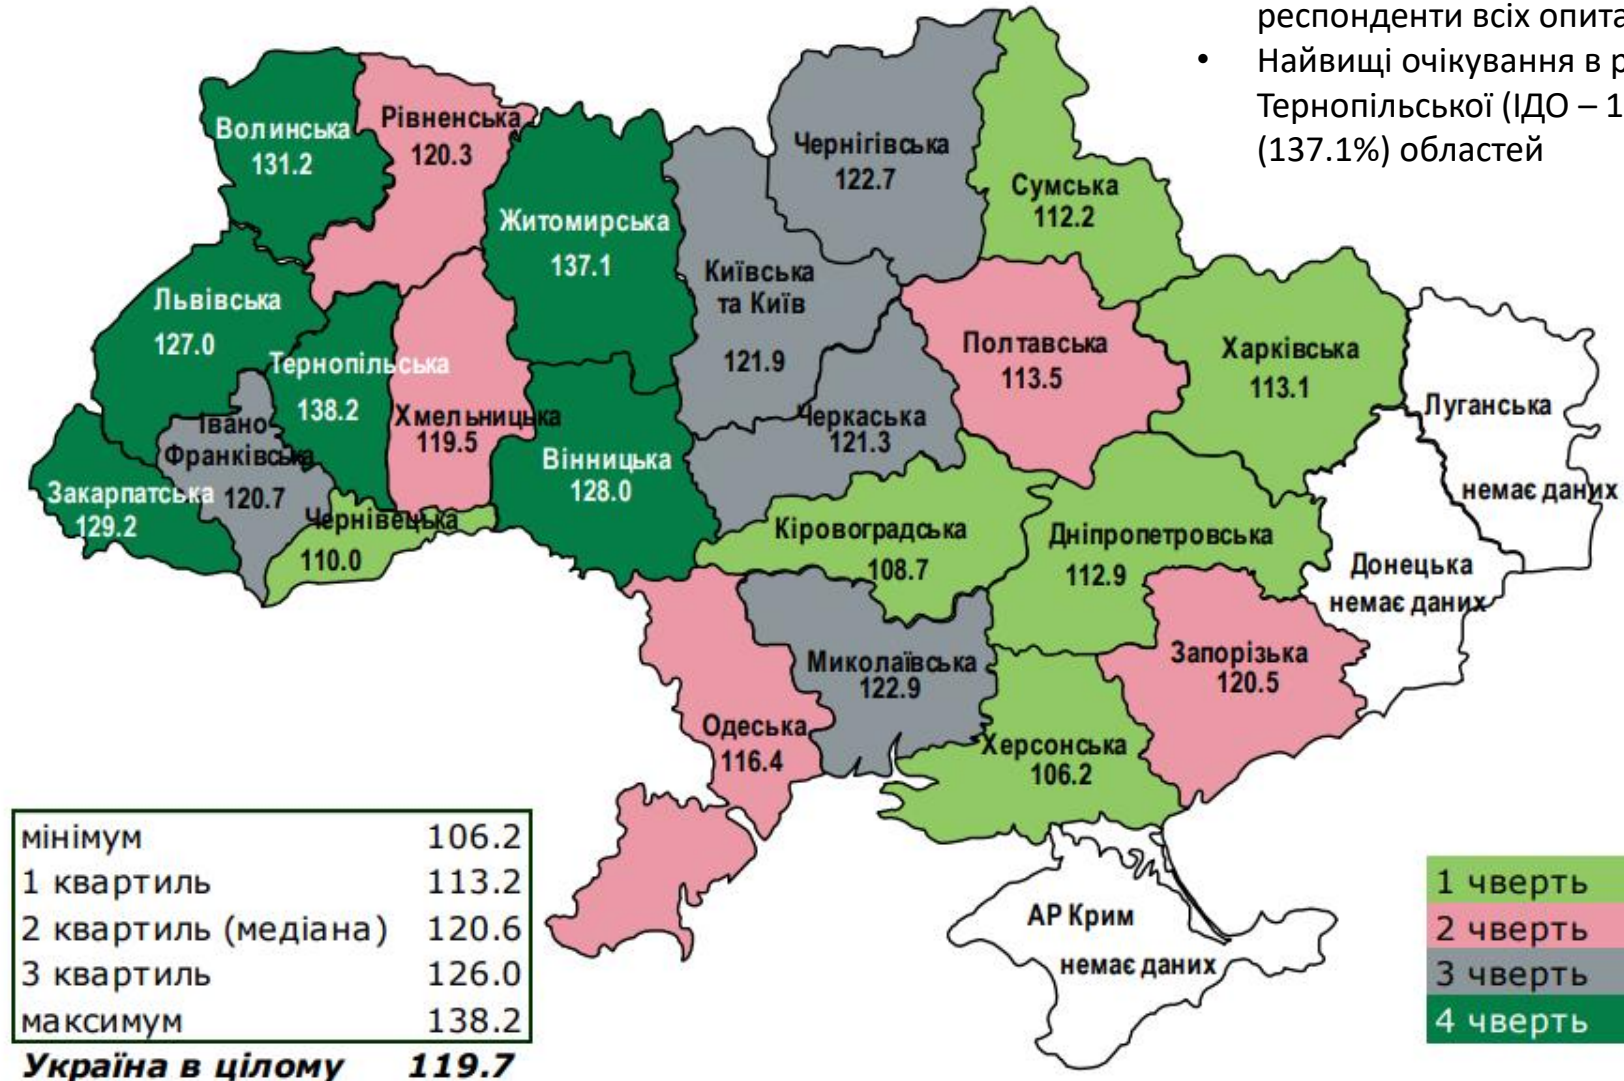 респонденти всіх
• Найвищі очікування в
Тернопільської (ІДО –
(137.1%) областей
Волинська
131.2
Рівненська
120.3
Житомирська
137.1
Київська
та Київ
121.9
Чернігівська
122.7
Сумська
112.2
Львівська
127.0
Тернопільська
138.2
Хмельницька
119.5
Вінницька
128.0
Черкаська
121.3
Полтавська
113.5
Харківська
113.1
Луганська
немає даних
Івано-
Франківська
120.7
Закарпатська
129.2
Чернівецька
110.0
Кіровоградська
108.7
Дніпропетровська
112.9
Донецька
немає даних
Запорізька
120.5
Миколаївська
122.9
Одеська
116.4
Херсонська
106.2
АР Крим
немає даних
мінімум 106.2
1 квартиль 113.2
2 квартиль (медіана) 120.6
3 квартиль 126.0
максимум 138.2
Україна в цілому 119.7
1 чверть
2 чверть
3 чверть
4 чверть